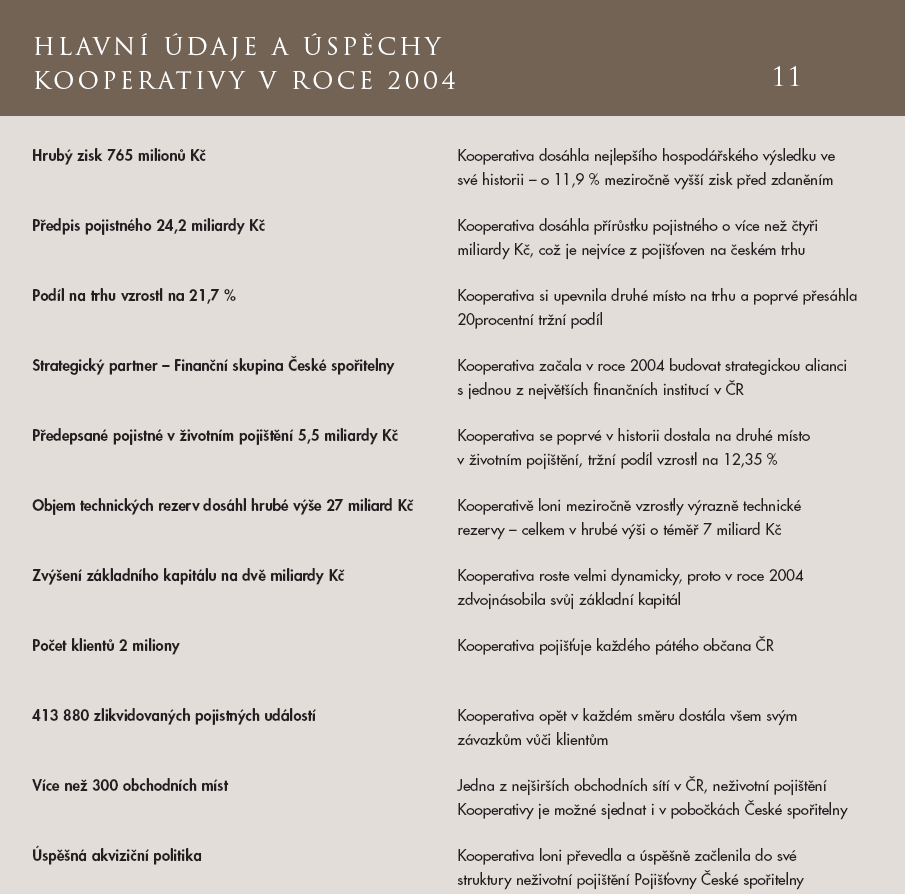 HLAVNÍ ÚDAJE A ÚSPĚCHY
KOOPERATIVY V ROCE 2004
11
Hrubý zisk 765 milionů Kč
Kooperativa dosáhla nejlepšího hospodářského výsledku ve
své historii – o 11,9 % meziročně vyšší zisk před zdaněním
Předpis pojistného 24,2 miliardy Kč
Kooperativa dosáhla přírůstku pojistného o více než čtyři
miliardy Kč, což je nejvíce z pojišťoven na českém trhu
Podíl na trhu vzrostl na 21,7 %
Kooperativa si upevnila druhé místo na trhu a poprvé přesáhla
20procentní tržní podíl
Strategický partner – Finanční skupina České spořitelny
Kooperativa začala v roce 2004 budovat strategickou alianci
s jednou z největších finančních institucí v ČR
Předepsané pojistné v životním pojištění 5,5 miliardy Kč
Kooperativa se poprvé v historii dostala na druhé místo
v životním pojištění, tržní podíl vzrostl na 12,35 %
Objem technických rezerv dosáhl hrubé výše 27 miliard Kč
Kooperativě loni meziročně vzrostly výrazně technické
rezervy – celkem v hrubé výši o téměř 7 miliard Kč
Zvýšení základního kapitálu na dvě miliardy Kč
Kooperativa roste velmi dynamicky, proto v roce 2004
zdvojnásobila svůj základní kapitál
Počet klientů 2 miliony
Kooperativa pojišťuje každého pátého občana ČR
413 880 zlikvidovaných pojistných událostí
Kooperativa opět v každém směru dostála všem svým
závazkům vůči klientům
Více než 300 obchodních míst
Jedna z nejširších obchodních sítí v ČR, neživotní pojištění
Kooperativy je možné sjednat i v pobočkách České spořitelny
Úspěšná akviziční politika
Kooperativa loni převedla a úspěšně začlenila do své
struktury neživotní pojištění Pojišťovny České spořitelny